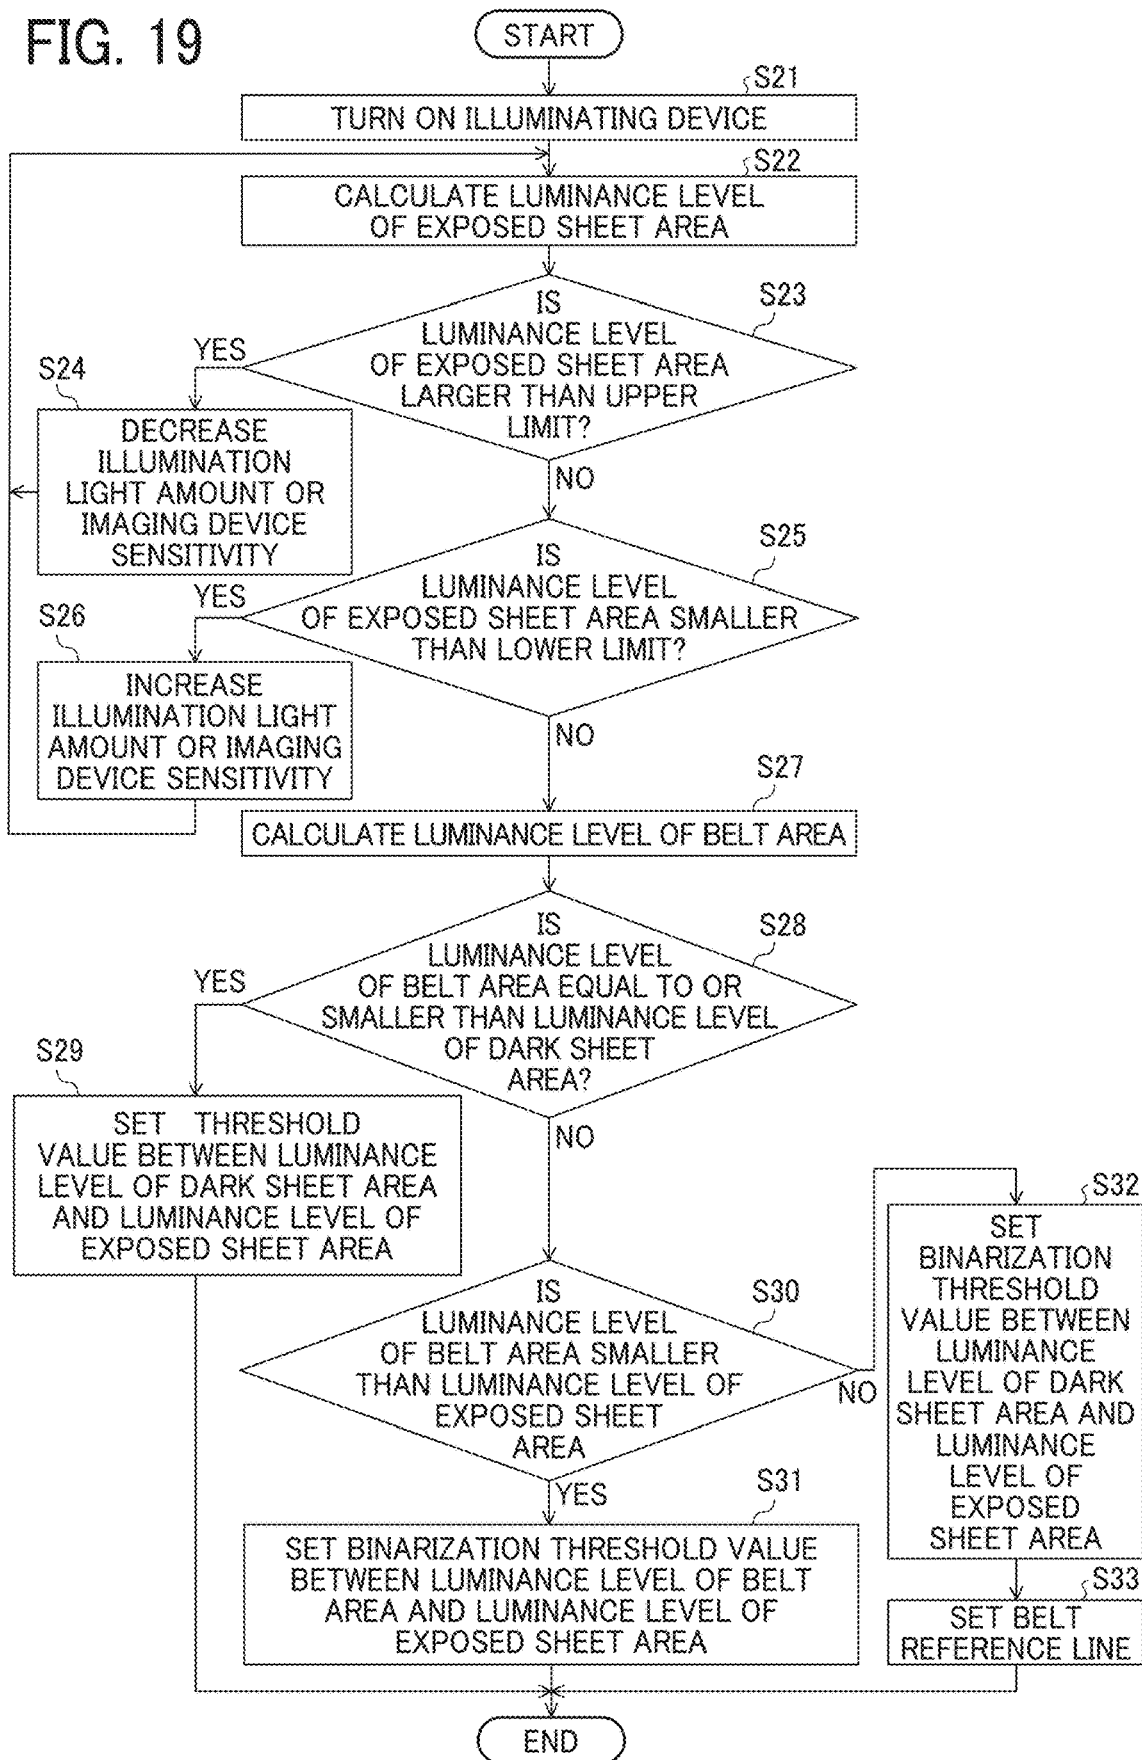 FIG. 19
START
S21
TURN ON ILLUMINATING DEVICE
S22
CALCULATE LUMINANCE LEVEL
OF EXPOSED SHEET AREA
S23
IS
LUMINANCE LEVEL
OF EXPOSED SHEET AREA
LARGER THAN UPPER
LIMIT?
YES
NO
S24
DECREASE
ILLUMINATION
LIGHT AMOUNT OR
IMAGING DEVICE
SENSITIVITY
S25
IS
LUMINANCE LEVEL
OF EXPOSED SHEET AREA SMALLER
THAN LOWER LIMIT?
YES
NO
S26
INCREASE
ILLUMINATION LIGHT
AMOUNT OR IMAGING
DEVICE SENSITIVITY
S27
CALCULATE LUMINANCE LEVEL OF BELT AREA
S28
IS
LUMINANCE LEVEL
OF BELT AREA EQUAL TO OR
SMALLER THAN LUMINANCE LEVEL
OF DARK SHEET
AREA?
YES
NO
S29
SET THRESHOLD
VALUE BETWEEN LUMINANCE
LEVEL OF DARK SHEET AREA
AND LUMINANCE LEVEL OF
EXPOSED SHEET AREA
S30
IS
LUMINANCE LEVEL
OF BELT AREA SMALLER
THAN LUMINANCE LEVEL OF
EXPOSED SHEET
AREA
NO
YES
S31
SET BINARIZATION THRESHOLD VALUE
BETWEEN LUMINANCE LEVEL OF BELT
AREA AND LUMINANCE LEVEL OF
EXPOSED SHEET AREA
S32
SET
BINARIZATION
THRESHOLD
VALUE BETWEEN
LUMINANCE
LEVEL OF DARK
SHEET AREA AND
LUMINANCE
LEVEL OF
EXPOSED
SHEET AREA
S33
SET BELT
REFERENCE LINE
END